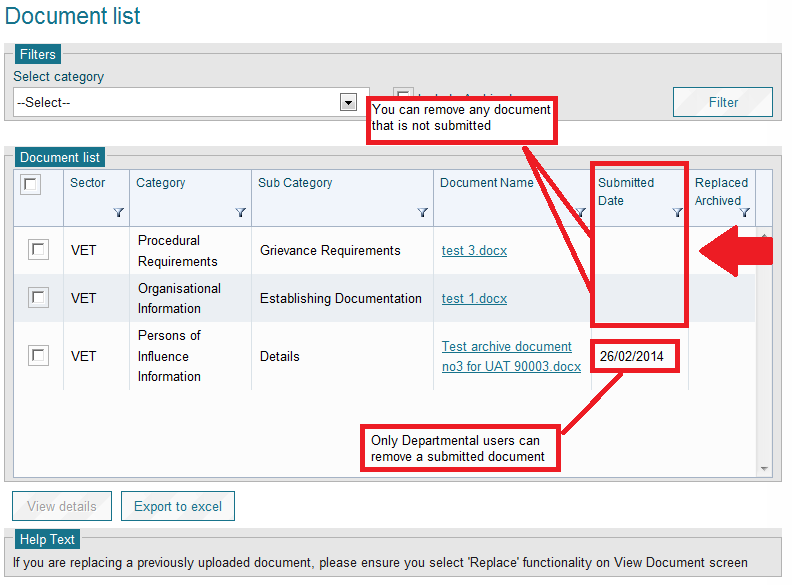 Document list
Filters
Select category
--Select--
Filter
You can remove any document
that is not submitted
Document list
Sector
Category
Sub Category
Document Name
Submitted
Date
Replaced
Archived
VET
Procedural
Requirements
Grievance Requirements
test 3.docx
VET
Organisational
Information
Establishing Documentation
test 1.docx
VET
Persons of
Influence
Information
Details
Test archive document
no3 for UAT 90003.docx
26/02/2014
Only Departmental users can
remove a submitted document
View details
Export to excel
Help Text
If you are replacing a previously uploaded document, please ensure you select 'Replace' functionality on View Document screen